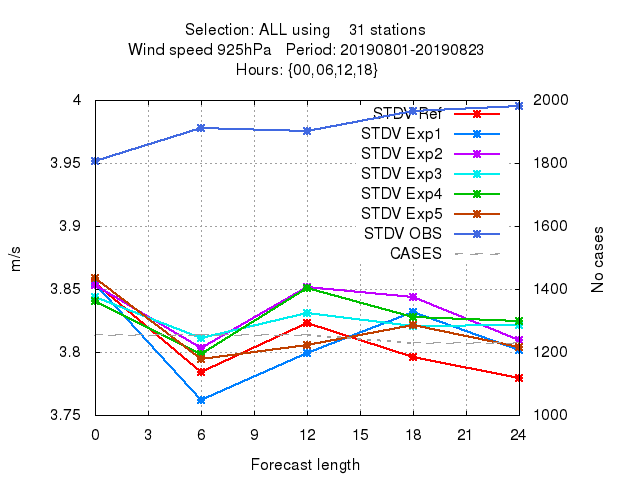 Selection: ALL using    31 stations
Wind speed 925hPa   Period: 20190801-20190823
Hours: {00,06,12,18}
4
3.95
3.9
3.85
3.8
3.75
m/s
2000
1800
1600
1400
1200
1000
No cases
STDV Ref
STDV Exp1
STDV Exp2
STDV Exp3
STDV Exp4
STDV Exp5
STDV OBS
CASES
0 3 6 9 12 15 18 21 24
Forecast length